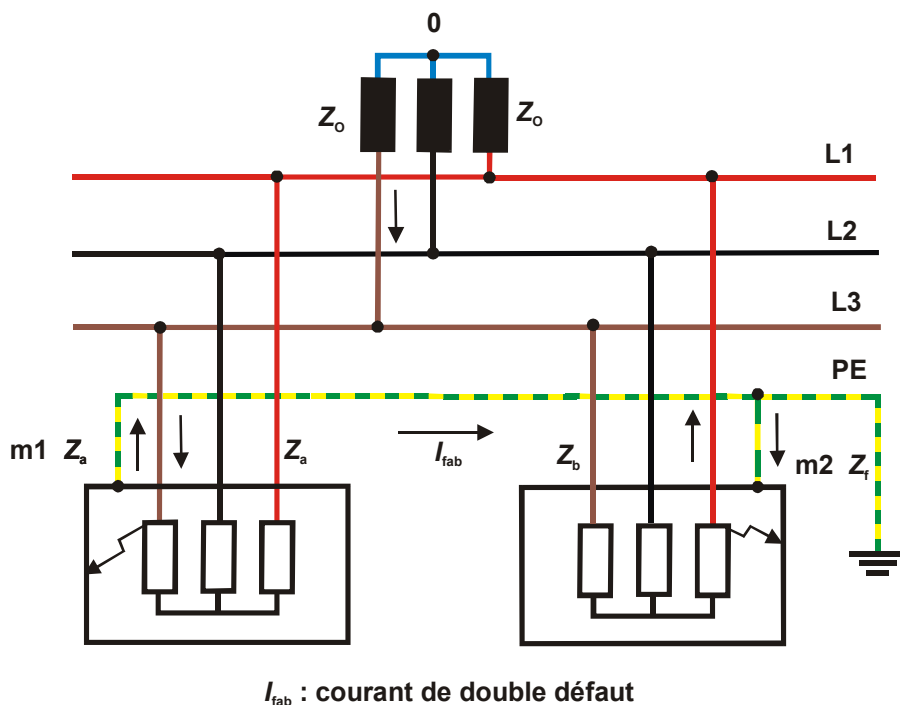 0
Zo Zo
L1
L2
L3
PE
m1 Za Za Ifab Zb m2 Zf
Ifab : courant de double défaut